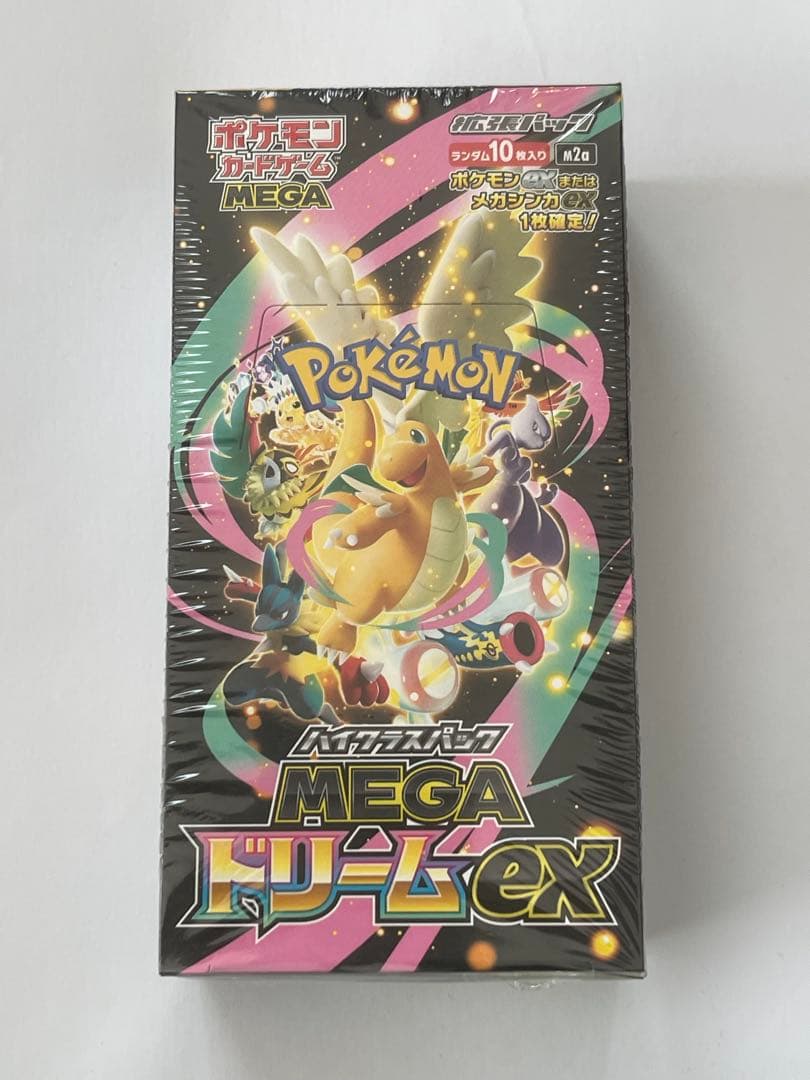 ポケモン
カードゲーム™
MEGA
拡張パック
ランダム10枚入り
M2a
ポケモンexまたは
メガシンカex
1枚確定!
POKéMON™
ハイクラスパック
MEGA
ドリームex